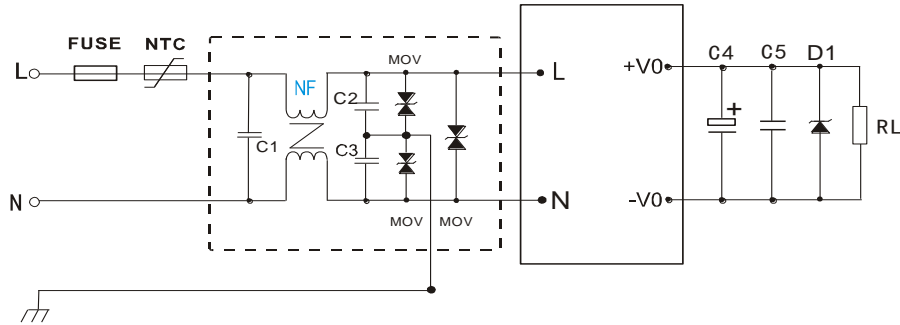 FUSE NTC
MOV
L
NF
C2
C1
C3
N
MOV MOV
L
N
+V0
-V0
C4 C5 D1
+
RL